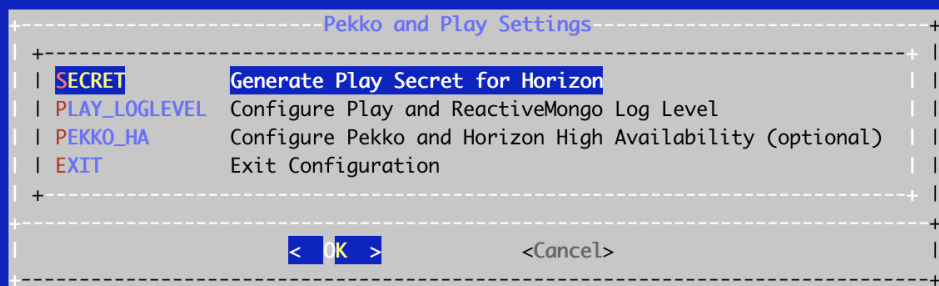 Pekko and Play Settings
SECRET Generate Play Secret for Horizon
PLAY_LOGLEVEL Configure Play and ReactiveMongo Log Level
PEKKO_HA Configure Pekko and Horizon High Availability (optional)
EXIT Exit Configuration
< OK > <Cancel>